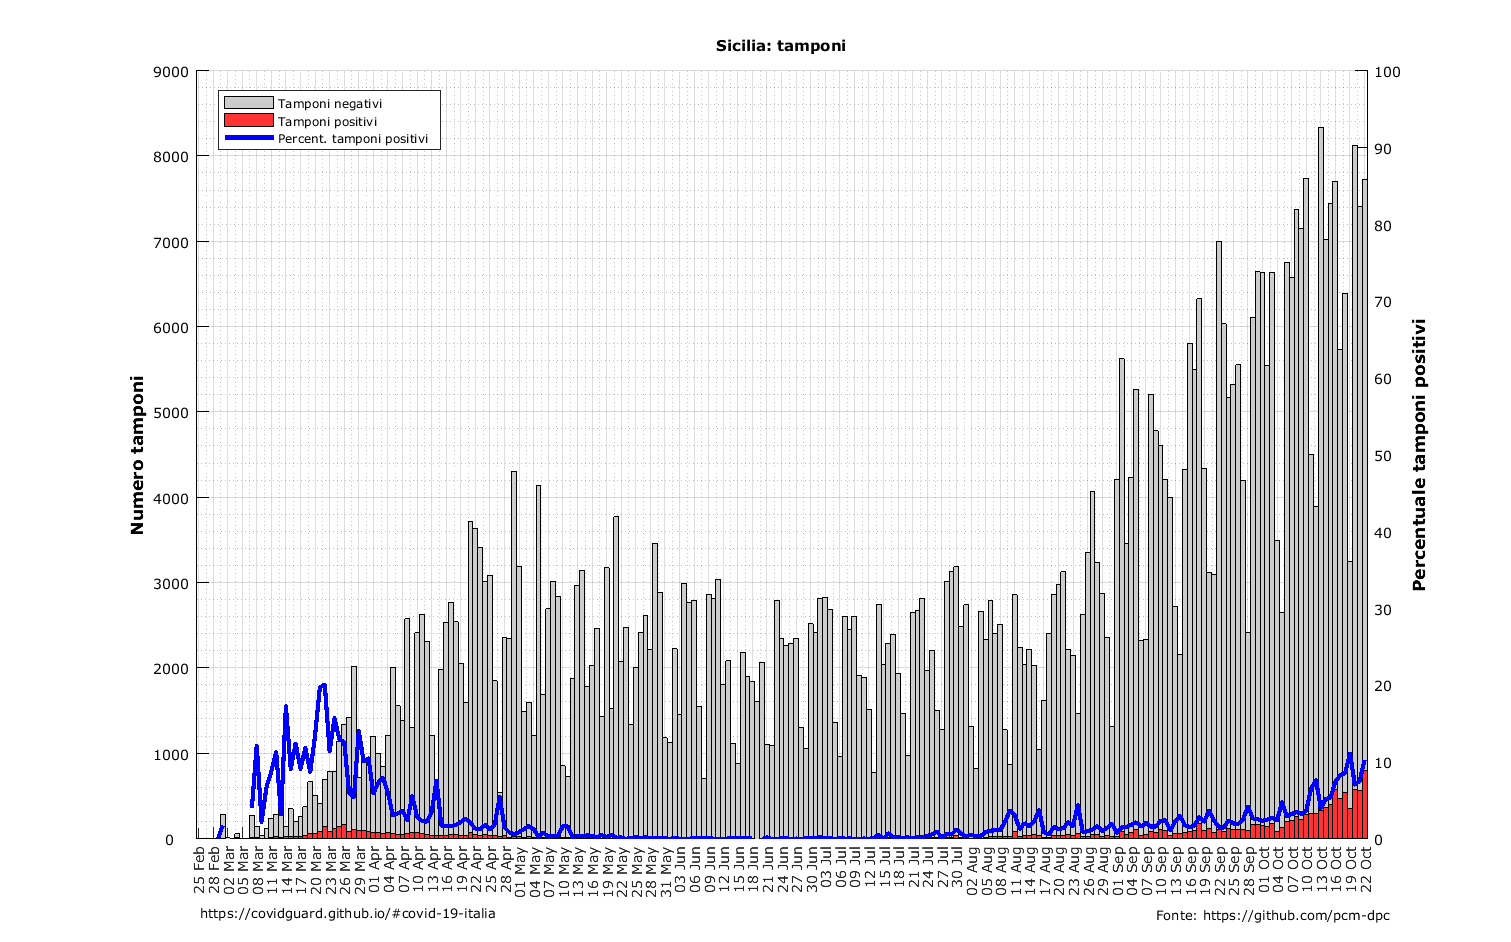 Sicilia: tamponi
Tamponi negativi
Tamponi positivi
Percent. tamponi positivi
Numero tamponi
9000
8000
7000
6000
5000
4000
3000
2000
1000
0
Percentuale tamponi positivi
100
90
80
70
60
50
40
30
20
10
0
25 Feb
28 Feb
02 Mar
05 Mar
08 Mar
11 Mar
14 Mar
17 Mar
20 Mar
23 Mar
26 Mar
29 Mar
01 Apr
04 Apr
07 Apr
10 Apr
13 Apr
16 Apr
19 Apr
22 Apr
25 Apr
28 Apr
01 May
04 May
07 May
10 May
13 May
16 May
19 May
22 May
25 May
28 May
31 May
03 Jun
06 Jun
09 Jun
12 Jun
15 Jun
18 Jun
21 Jun
24 Jun
27 Jun
30 Jun
03 Jul
06 Jul
09 Jul
12 Jul
15 Jul
18 Jul
21 Jul
24 Jul
27 Jul
30 Jul
02 Aug
05 Aug
08 Aug
11 Aug
14 Aug
17 Aug
20 Aug
23 Aug
26 Aug
29 Aug
01 Sep
04 Sep
07 Sep
10 Sep
13 Sep
16 Sep
19 Sep
22 Sep
25 Sep
28 Sep
01 Oct
04 Oct
07 Oct
10 Oct
13 Oct
16 Oct
19 Oct
22 Oct
https://covidguard.github.io/#covid-19-italia
Fonte: https://github.com/pcm-dpc